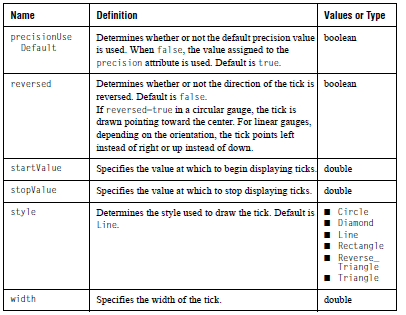 Name Definition Values or Type
precisionUse Determines whether or not the default precision value boolean
Default is used. When false, the value assigned to the
precision attribute is used. Default is true.
reversed Determines whether or not the direction of the tick is boolean
reversed. Default is false.
If reversed=true in a circular gauge, the tick is
drawn pointing toward the center. For linear gauges,
depending on the orientation, the tick points left
instead of right or up instead of down.
startValue Specifies the value at which to begin displaying ticks. double
stopValue Specifies the value at which to stop displaying ticks. double
style Determines the style used to draw the tick. Default is ■ Circle
Line. ■ Diamond
■ Line
■ Rectangle
■ Reverse_
Triangle
■ Triangle
width Specifies the width of the tick. double